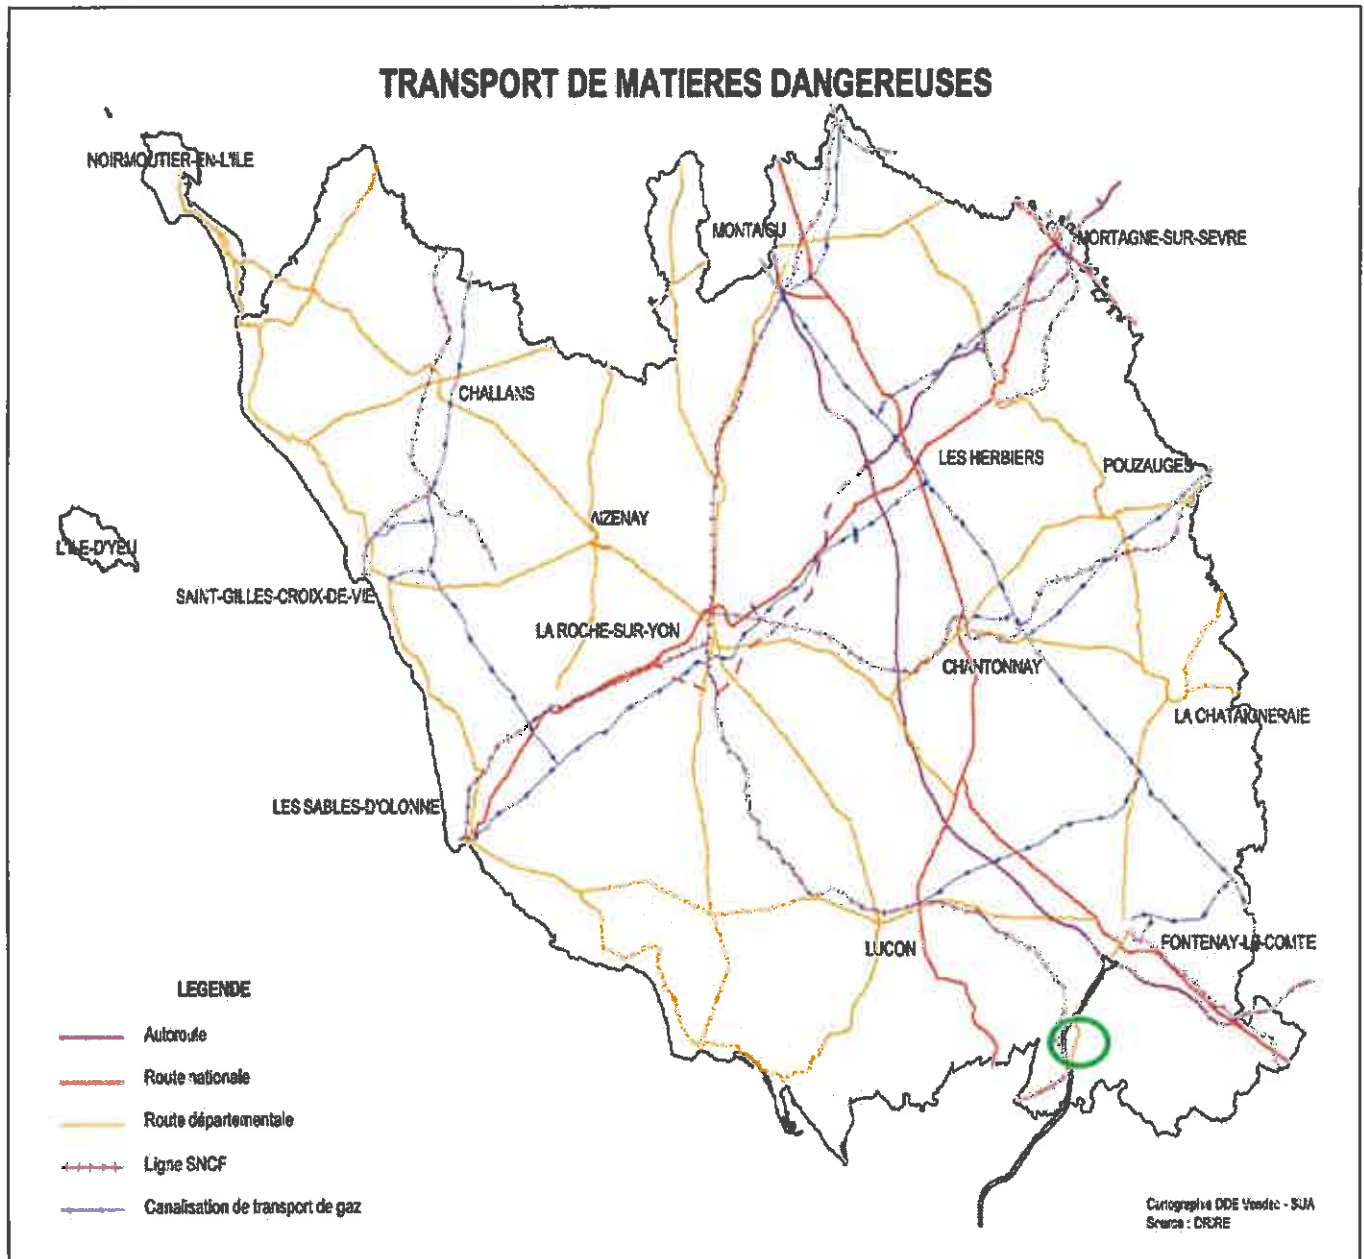 TRANSPORT DE MATIERES DANGEREUSES
NOIRMOUTIER-EN-L'ILE
MONTAIGU
MORTAGNE-SUR-SEVRE
CHALLANS
LES HERBIERS
POUZAUGES
AIZENAY
L'ILE-D'YEU
SAINT-GILLES-CROIX-DE-VIE
LA ROCHE-SUR-YON
CHANTONNAY
LA CHATAIGNERAIE
LES SABLES-D'OLONNE
LUCON
FONTENAY-LE-COMTE
LEGENDE
Autoroute
Route nationale
Route départementale
Ligne SNCF
Canalisation de transport de gaz
Cartographie DDE Vendée - SUA
Source : DRIRE